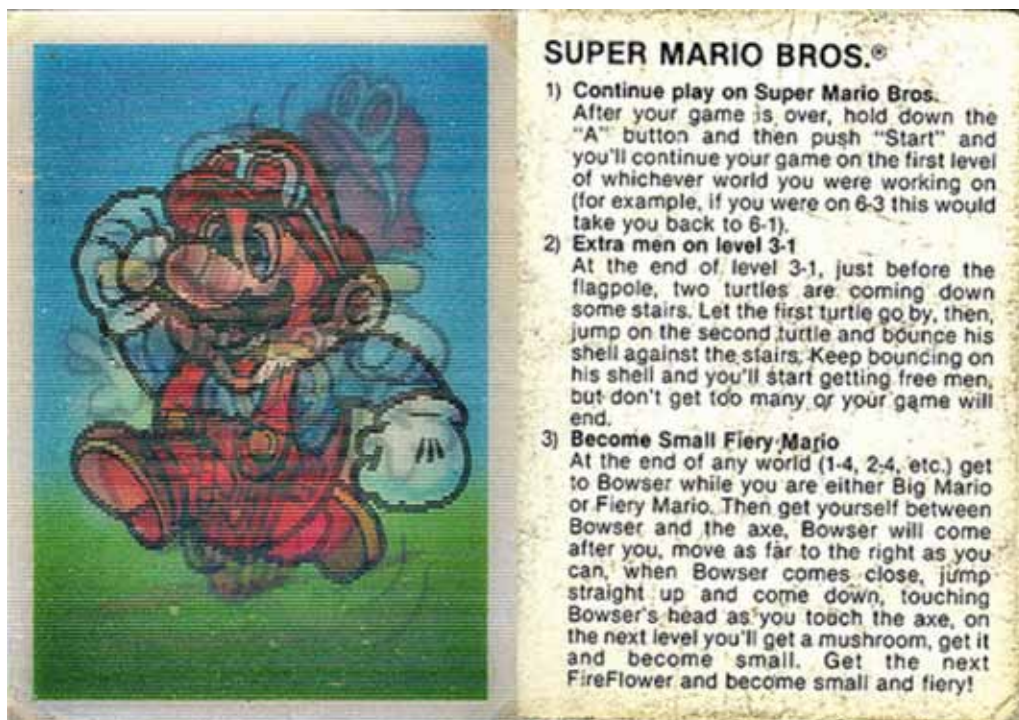 SUPER MARIO BROS.®
1) Continue play on Super Mario Bros.
After your game is over, hold down the
"A" button and then push "Start" and
you'll continue your game on the first level
of whichever world you were working on
(for example, if you were on 6-3 this would
take you back to 6-1).
2) Extra men on level 3-1
At the end of level 3-1, just before the
flagpole, two turtles are coming down
some stairs. Let the first turtle go by, then,
jump on the second turtle and bounce his
shell against the stairs. Keep bouncing on
his shell and you'll start getting free men,
but don't get too many or your game will
end.
3) Become Small Fiery Mario
At the end of any world (1-4, 2-4, etc.) get
to Bowser while you are either Big Mario
or Fiery Mario. Then get yourself between
Bowser and the axe, Bowser will come
after you, move as far to the right as you
can, when Bowser comes close, jump
straight up and come down, touching
Bowser's head as you touch the axe, on
the next level you'll get a mushroom, get it
and become small. Get the next
FireFlower and become small and fiery!